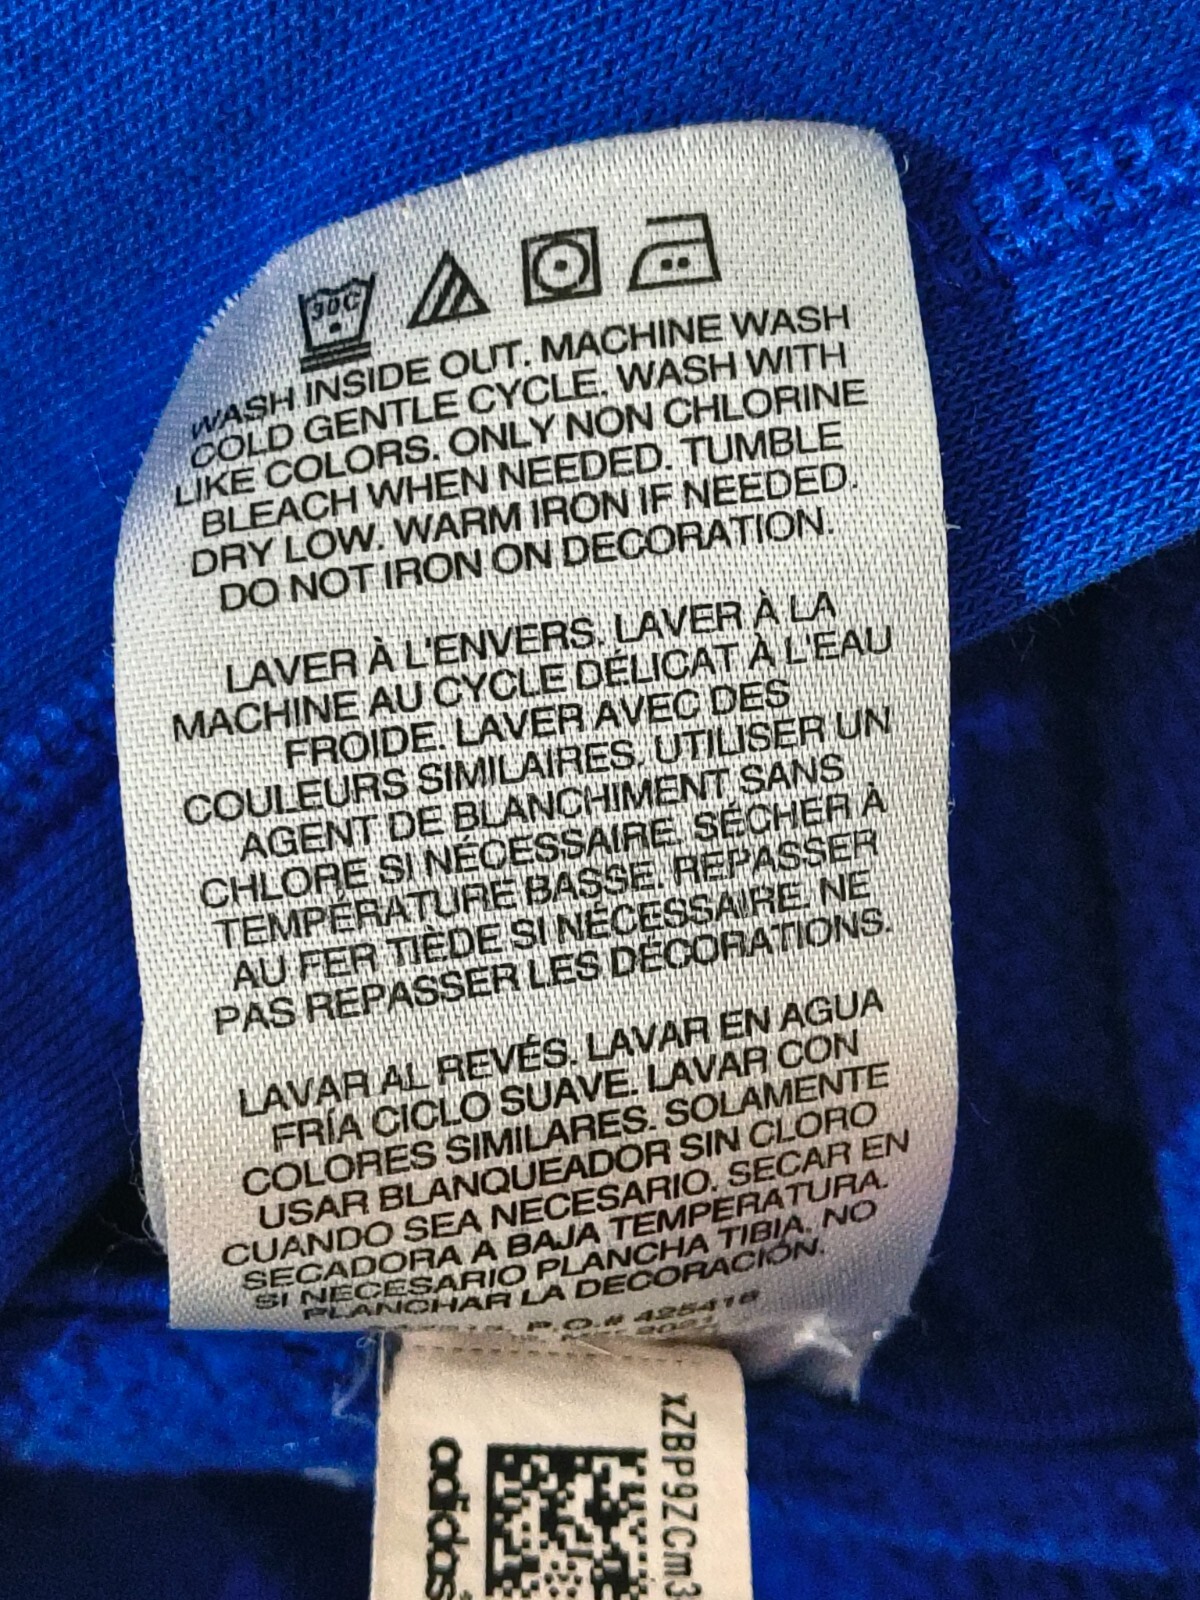 30C
WASH INSIDE OUT. MACHINE WASH
COLD GENTLE CYCLE. WASH WITH
LIKE COLORS. ONLY NON CHLORINE
BLEACH WHEN NEEDED. TUMBLE
DRY LOW. WARM IRON IF NEEDED.
DO NOT IRON ON DECORATION.
LAVER À L'ENVERS. LAVER À LA
MACHINE AU CYCLE DÉLICAT À L'EAU
FROIDE. LAVER AVEC DES
COULEURS SIMILAIRES. UTILISER UN
AGENT DE BLANCHIMENT SANS
CHLORE SI NÉCESSAIRE. SÉCHER À
TEMPÉRATURE BASSE. REPASSER
AU FER TIÈDE SI NÉCESSAIRE. NE
PAS REPASSER LES DÉCORATIONS.
LAVAR AL REVÉS. LAVAR EN AGUA
FRÍA CICLO SUAVE. LAVAR CON
COLORES SIMILARES. SOLAMENTE
USAR BLANQUEADOR SIN CLORO
CUANDO SEA NECESARIO. SECAR EN
SECADORA A BAJA TEMPERATURA.
SI NECESARIO PLANCHA TIBIA. NO
PLANCHAR LA DECORACIÓN.
P.O.# 425416
2021
xZBP9ZCm3
adidas